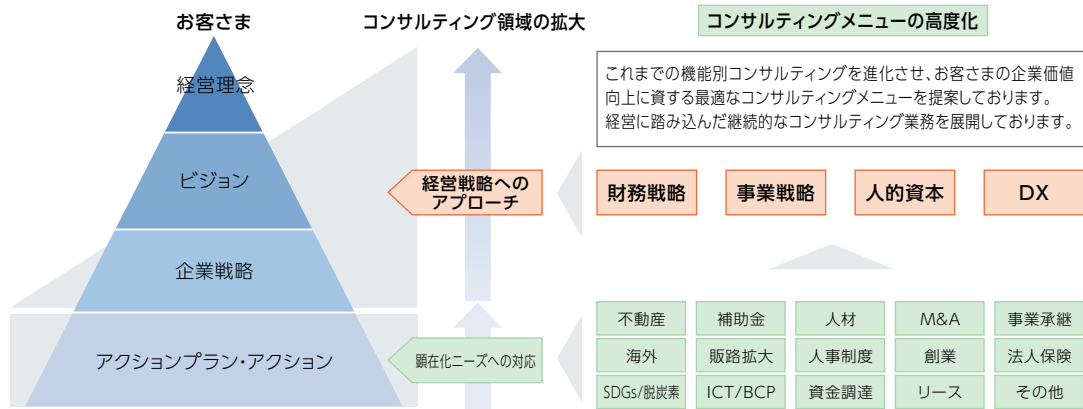 お客さま
コンサルティング領域の拡大
コンサルティングメニューの高度化
経営理念
ビジョン
企業戦略
アクションプラン・アクション
経営戦略への
アプローチ
顕在化ニーズへの対応
これまでの機能別コンサルティングを進化させ、お客さまの企業価値
向上に資する最適なコンサルティングメニューを提案しております。
経営に踏み込んだ継続的なコンサルティング業務を展開しております。
財務戦略
事業戦略
人的資本
DX
不動産
補助金
人材
M&A
事業承継
海外
販路拡大
人事制度
創業
法人保険
SDGs/脱炭素
ICT/BCP
資金調達
リース
その他